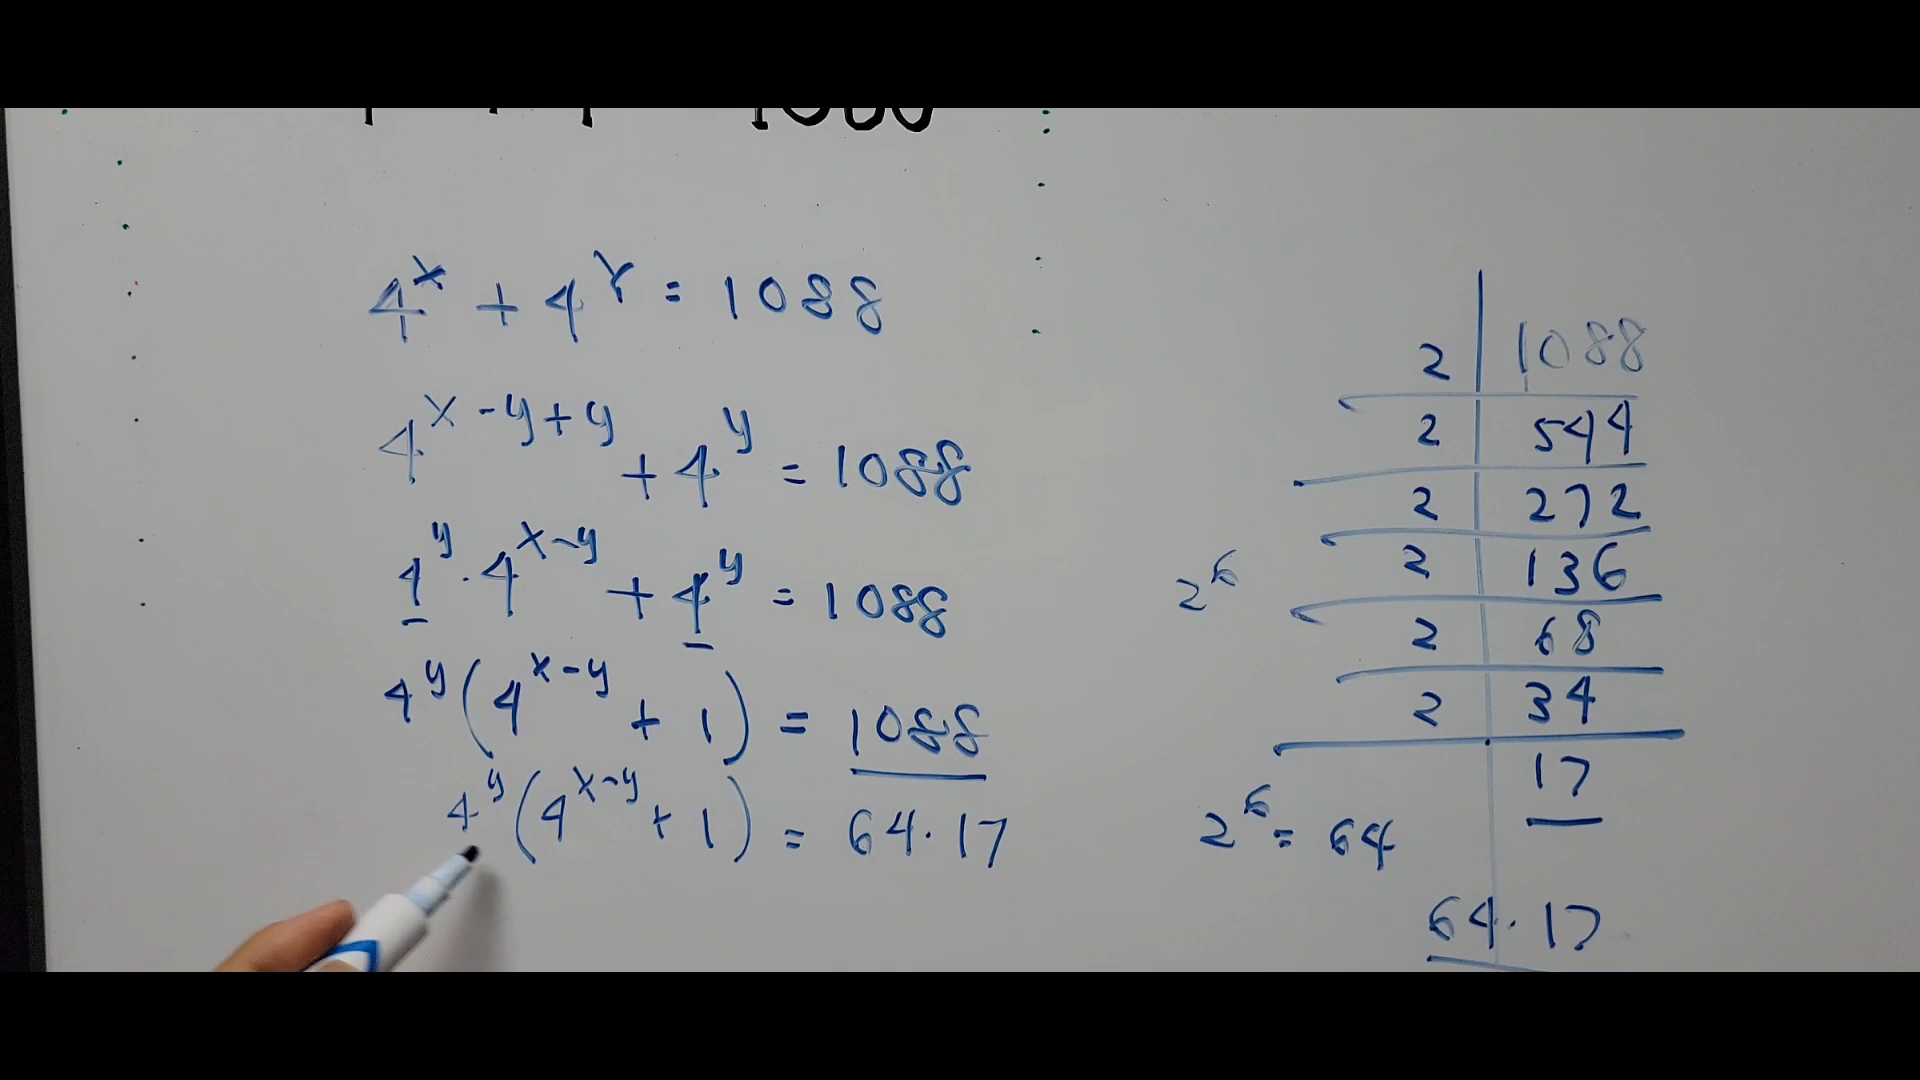 4^x + 4^y = 1088
4^{x-y+y} + 4^y = 1088
4^y · 4^{x-y} + 4^y = 1088
4^y (4^{x-y} + 1) = 1088
4^y (4^{x-y} + 1) = 64 · 17
2 | 1088
2 | 544
2 | 272
2 | 136
2 | 68
2 | 34
17
2^6
2^6 = 64
64 · 17